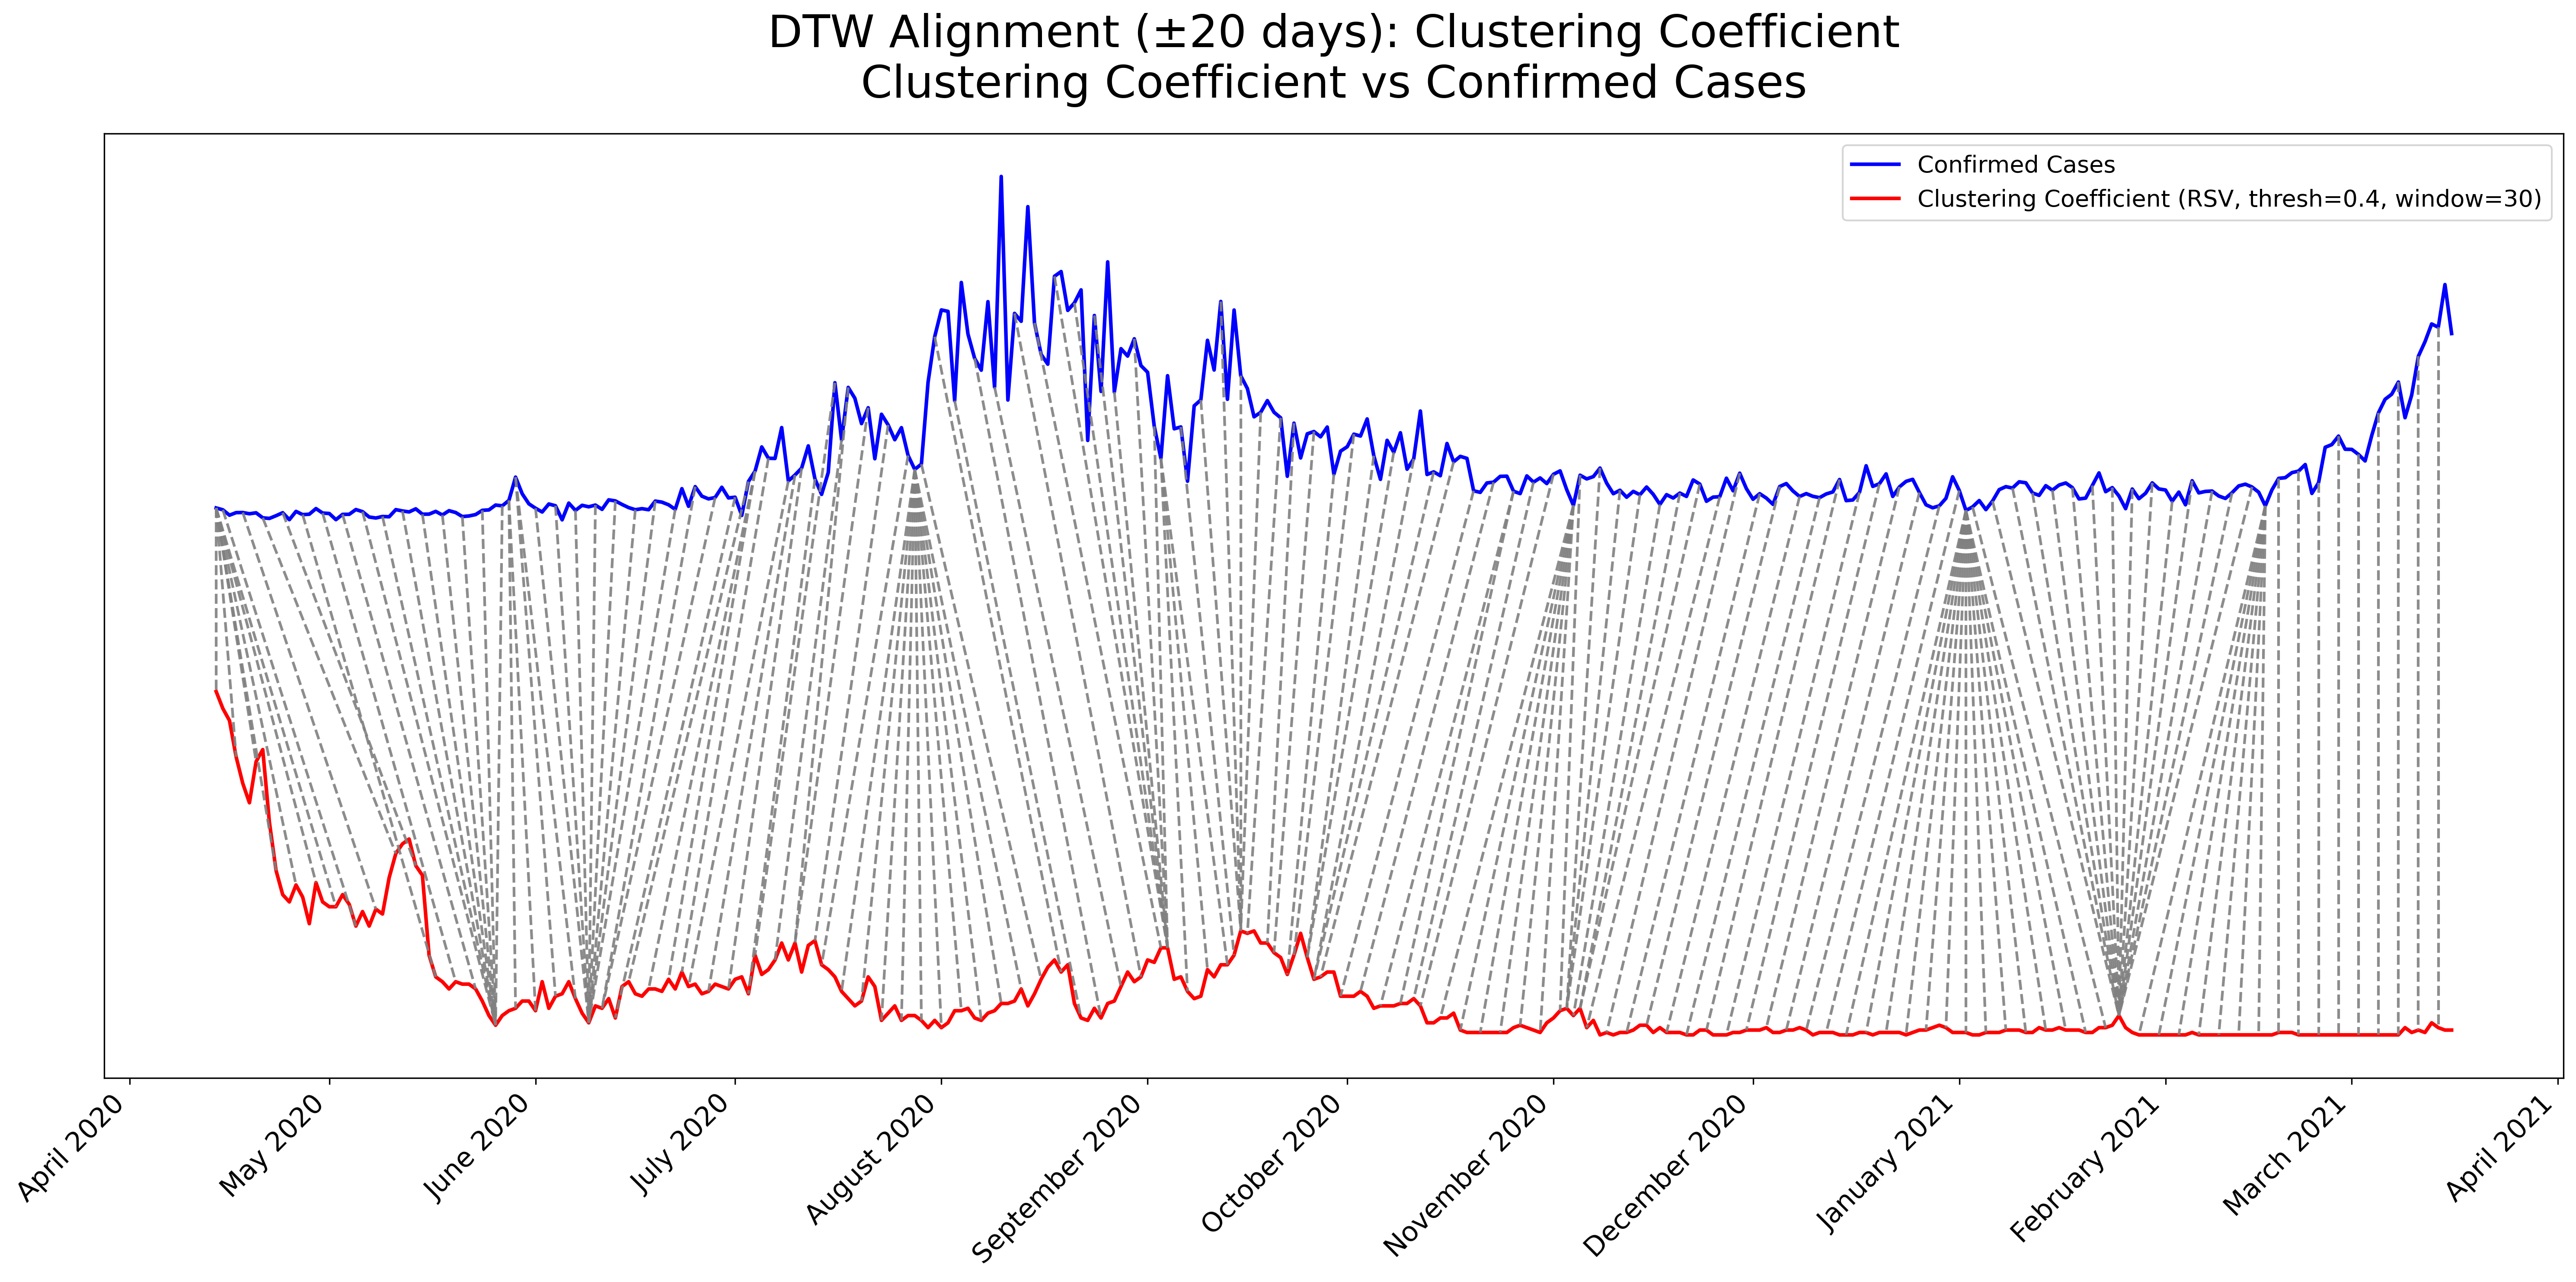 DTW Alignment (±20 days): Clustering Coefficient
Clustering Coefficient vs Confirmed Cases
Confirmed Cases
Clustering Coefficient (RSV, thresh=0.4, window=30)
April 2020
May 2020
June 2020
July 2020
August 2020
September 2020
October 2020
November 2020
December 2020
January 2021
February 2021
March 2021
April 2021